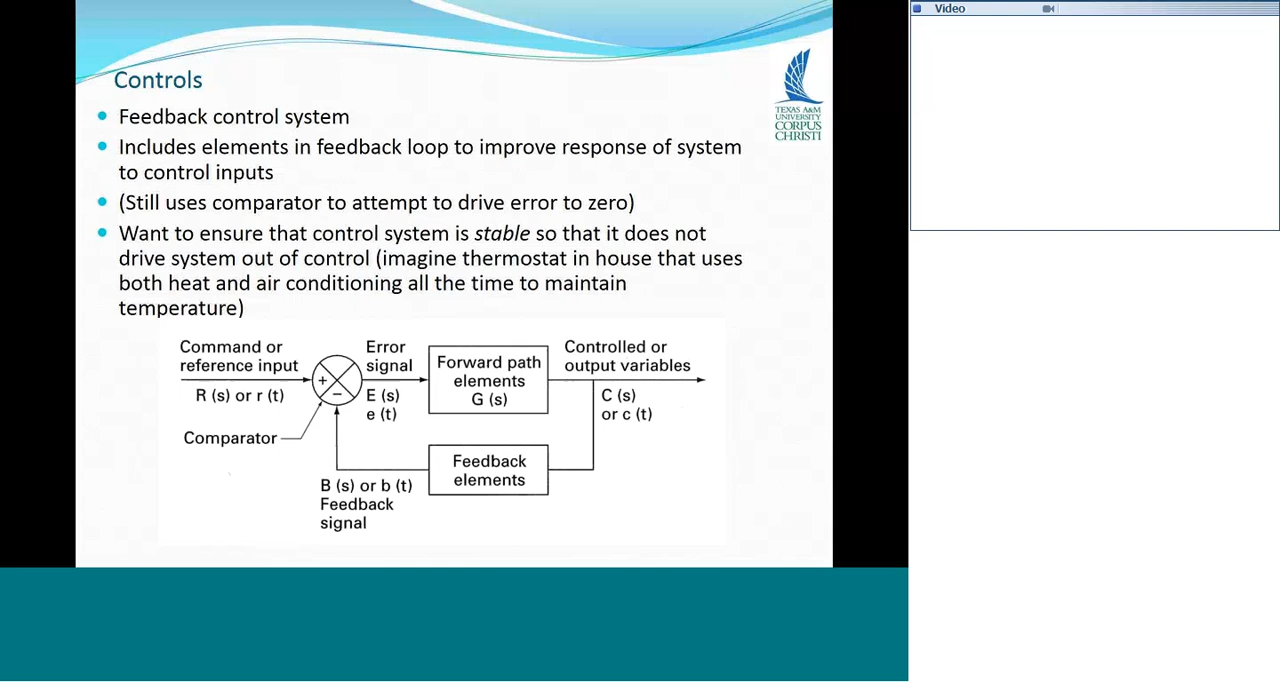 Video
Controls
TEXAS A&M
UNIVERSITY
CORPUS
CHRISTI
Feedback control system
Includes elements in feedback loop to improve response of system
to control inputs
(Still uses comparator to attempt to drive error to zero)
Want to ensure that control system is stable so that it does not
drive system out of control (imagine thermostat in house that uses
both heat and air conditioning all the time to maintain
temperature)
Command or
reference input
R (s) or r (t)
Comparator
+
−
Error
signal
E (s)
e (t)
Forward path
elements
G (s)
Controlled or
output variables
C (s)
or c (t)
Feedback
elements
B (s) or b (t)
Feedback
signal